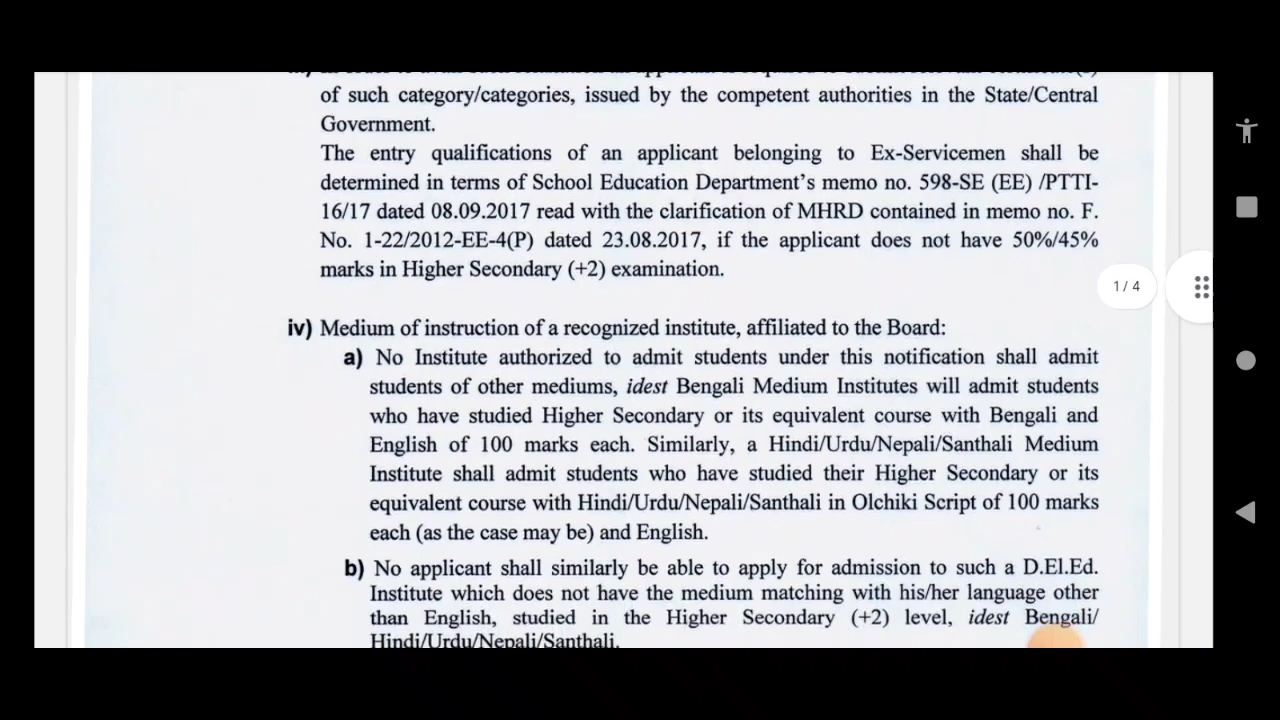 of such category/categories, issued by the competent authorities in the State/Central
Government.
The entry qualifications of an applicant belonging to Ex-Servicemen shall be
determined in terms of School Education Department's memo no. 598-SE (EE) /PTTI-
16/17 dated 08.09.2017 read with the clarification of MHRD contained in memo no. F.
No. 1-22/2012-EE-4(P) dated 23.08.2017, if the applicant does not have 50%/45%
marks in Higher Secondary (+2) examination.
1 / 4
iv) Medium of instruction of a recognized institute, affiliated to the Board:
a) No Institute authorized to admit students under this notification shall admit
students of other mediums, idest Bengali Medium Institutes will admit students
who have studied Higher Secondary or its equivalent course with Bengali and
English of 100 marks each. Similarly, a Hindi/Urdu/Nepali/Santhali Medium
Institute shall admit students who have studied their Higher Secondary or its
equivalent course with Hindi/Urdu/Nepali/Santhali in Olchiki Script of 100 marks
each (as the case may be) and English.
b) No applicant shall similarly be able to apply for admission to such a D.El.Ed.
Institute which does not have the medium matching with his/her language other
than English, studied in the Higher Secondary (+2) level, idest Bengali/
Hindi/Urdu/Nepali/Santhali.